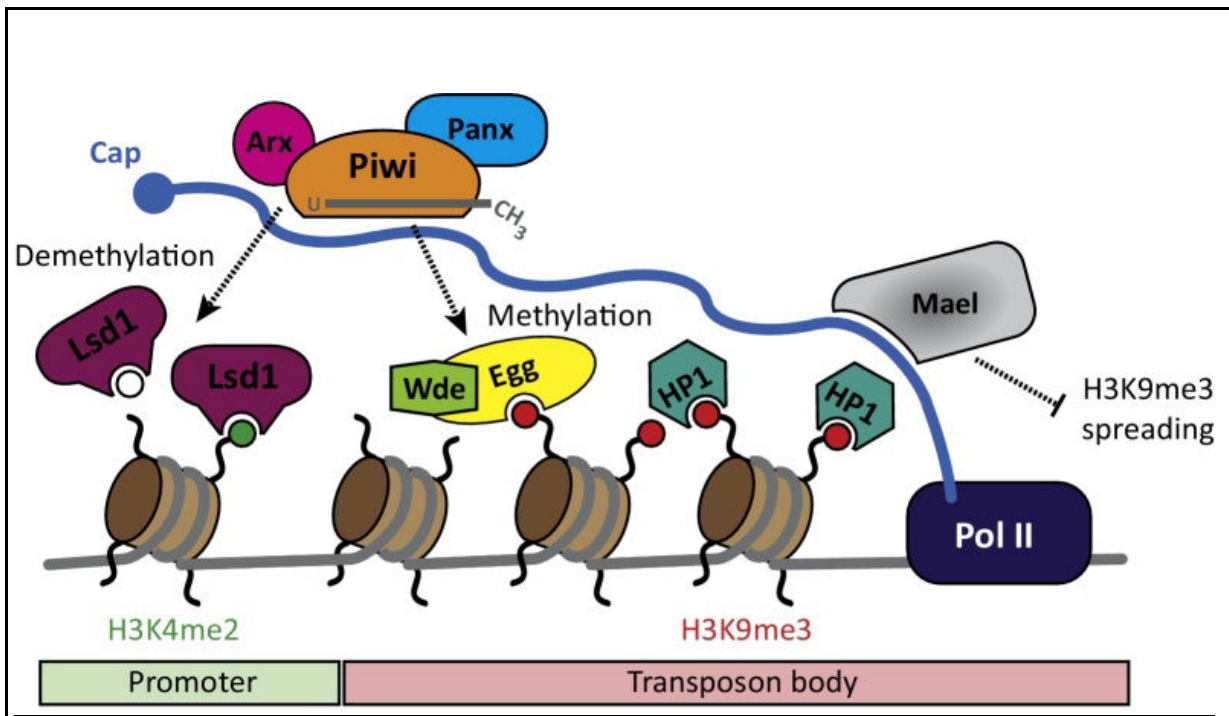 Arx
Panx
Piwi
Cap
U
CH3
Demethylation
Mael
Lsd1
Methylation
Lsd1
Wde
Egg
HP1
HP1
H3K9me3
spreading
Pol II
H3K4me2
H3K9me3
Promoter
Transposon body